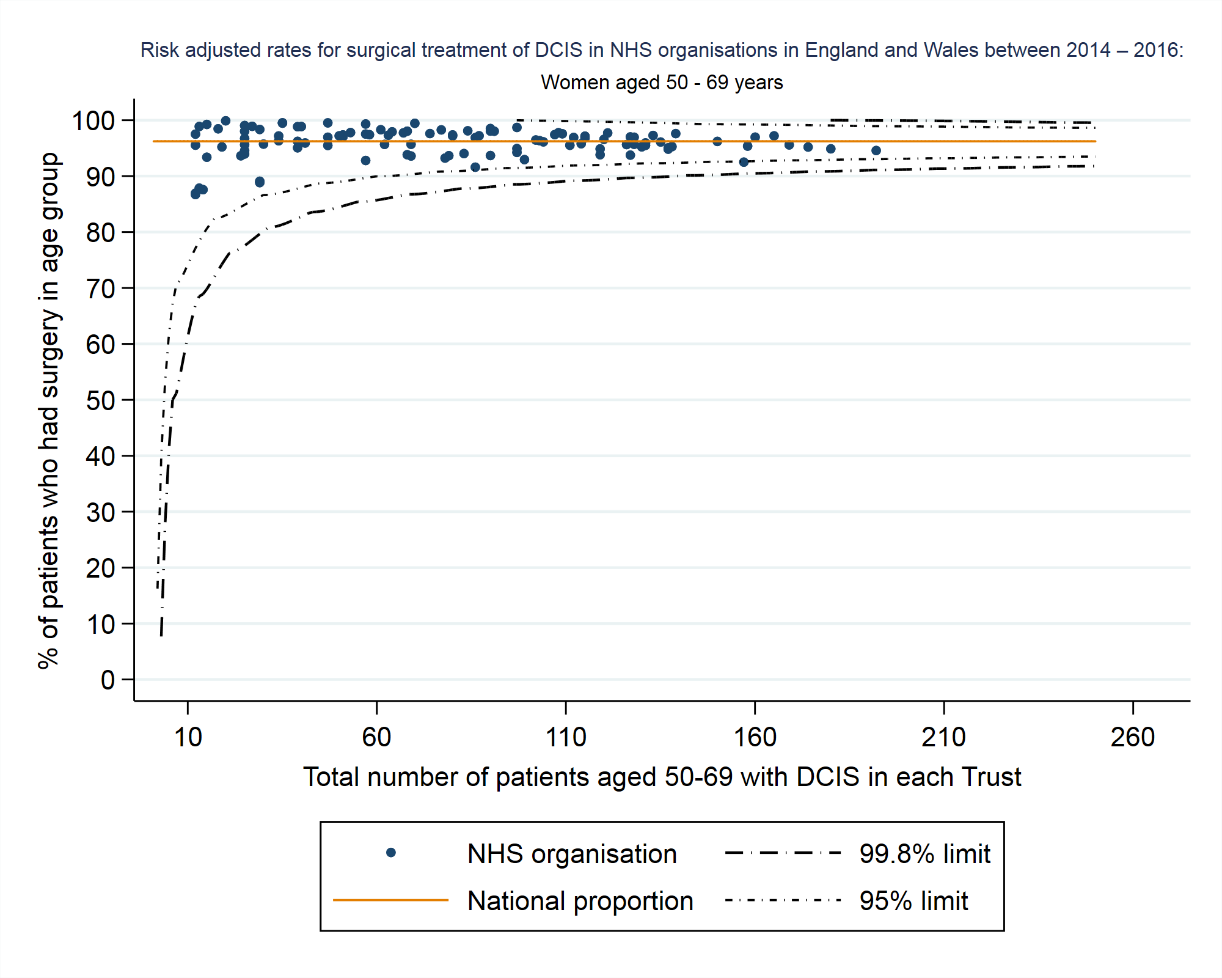 Risk adjusted rates for surgical treatment of DCIS in NHS organisations in England and Wales between 2014 – 2016:
Women aged 50 - 69 years
% of patients who had surgery in age group
100
90
80
70
60
50
40
30
20
10
0
10 60 110 160 210 260
Total number of patients aged 50-69 with DCIS in each Trust
NHS organisation 99.8% limit
National proportion 95% limit